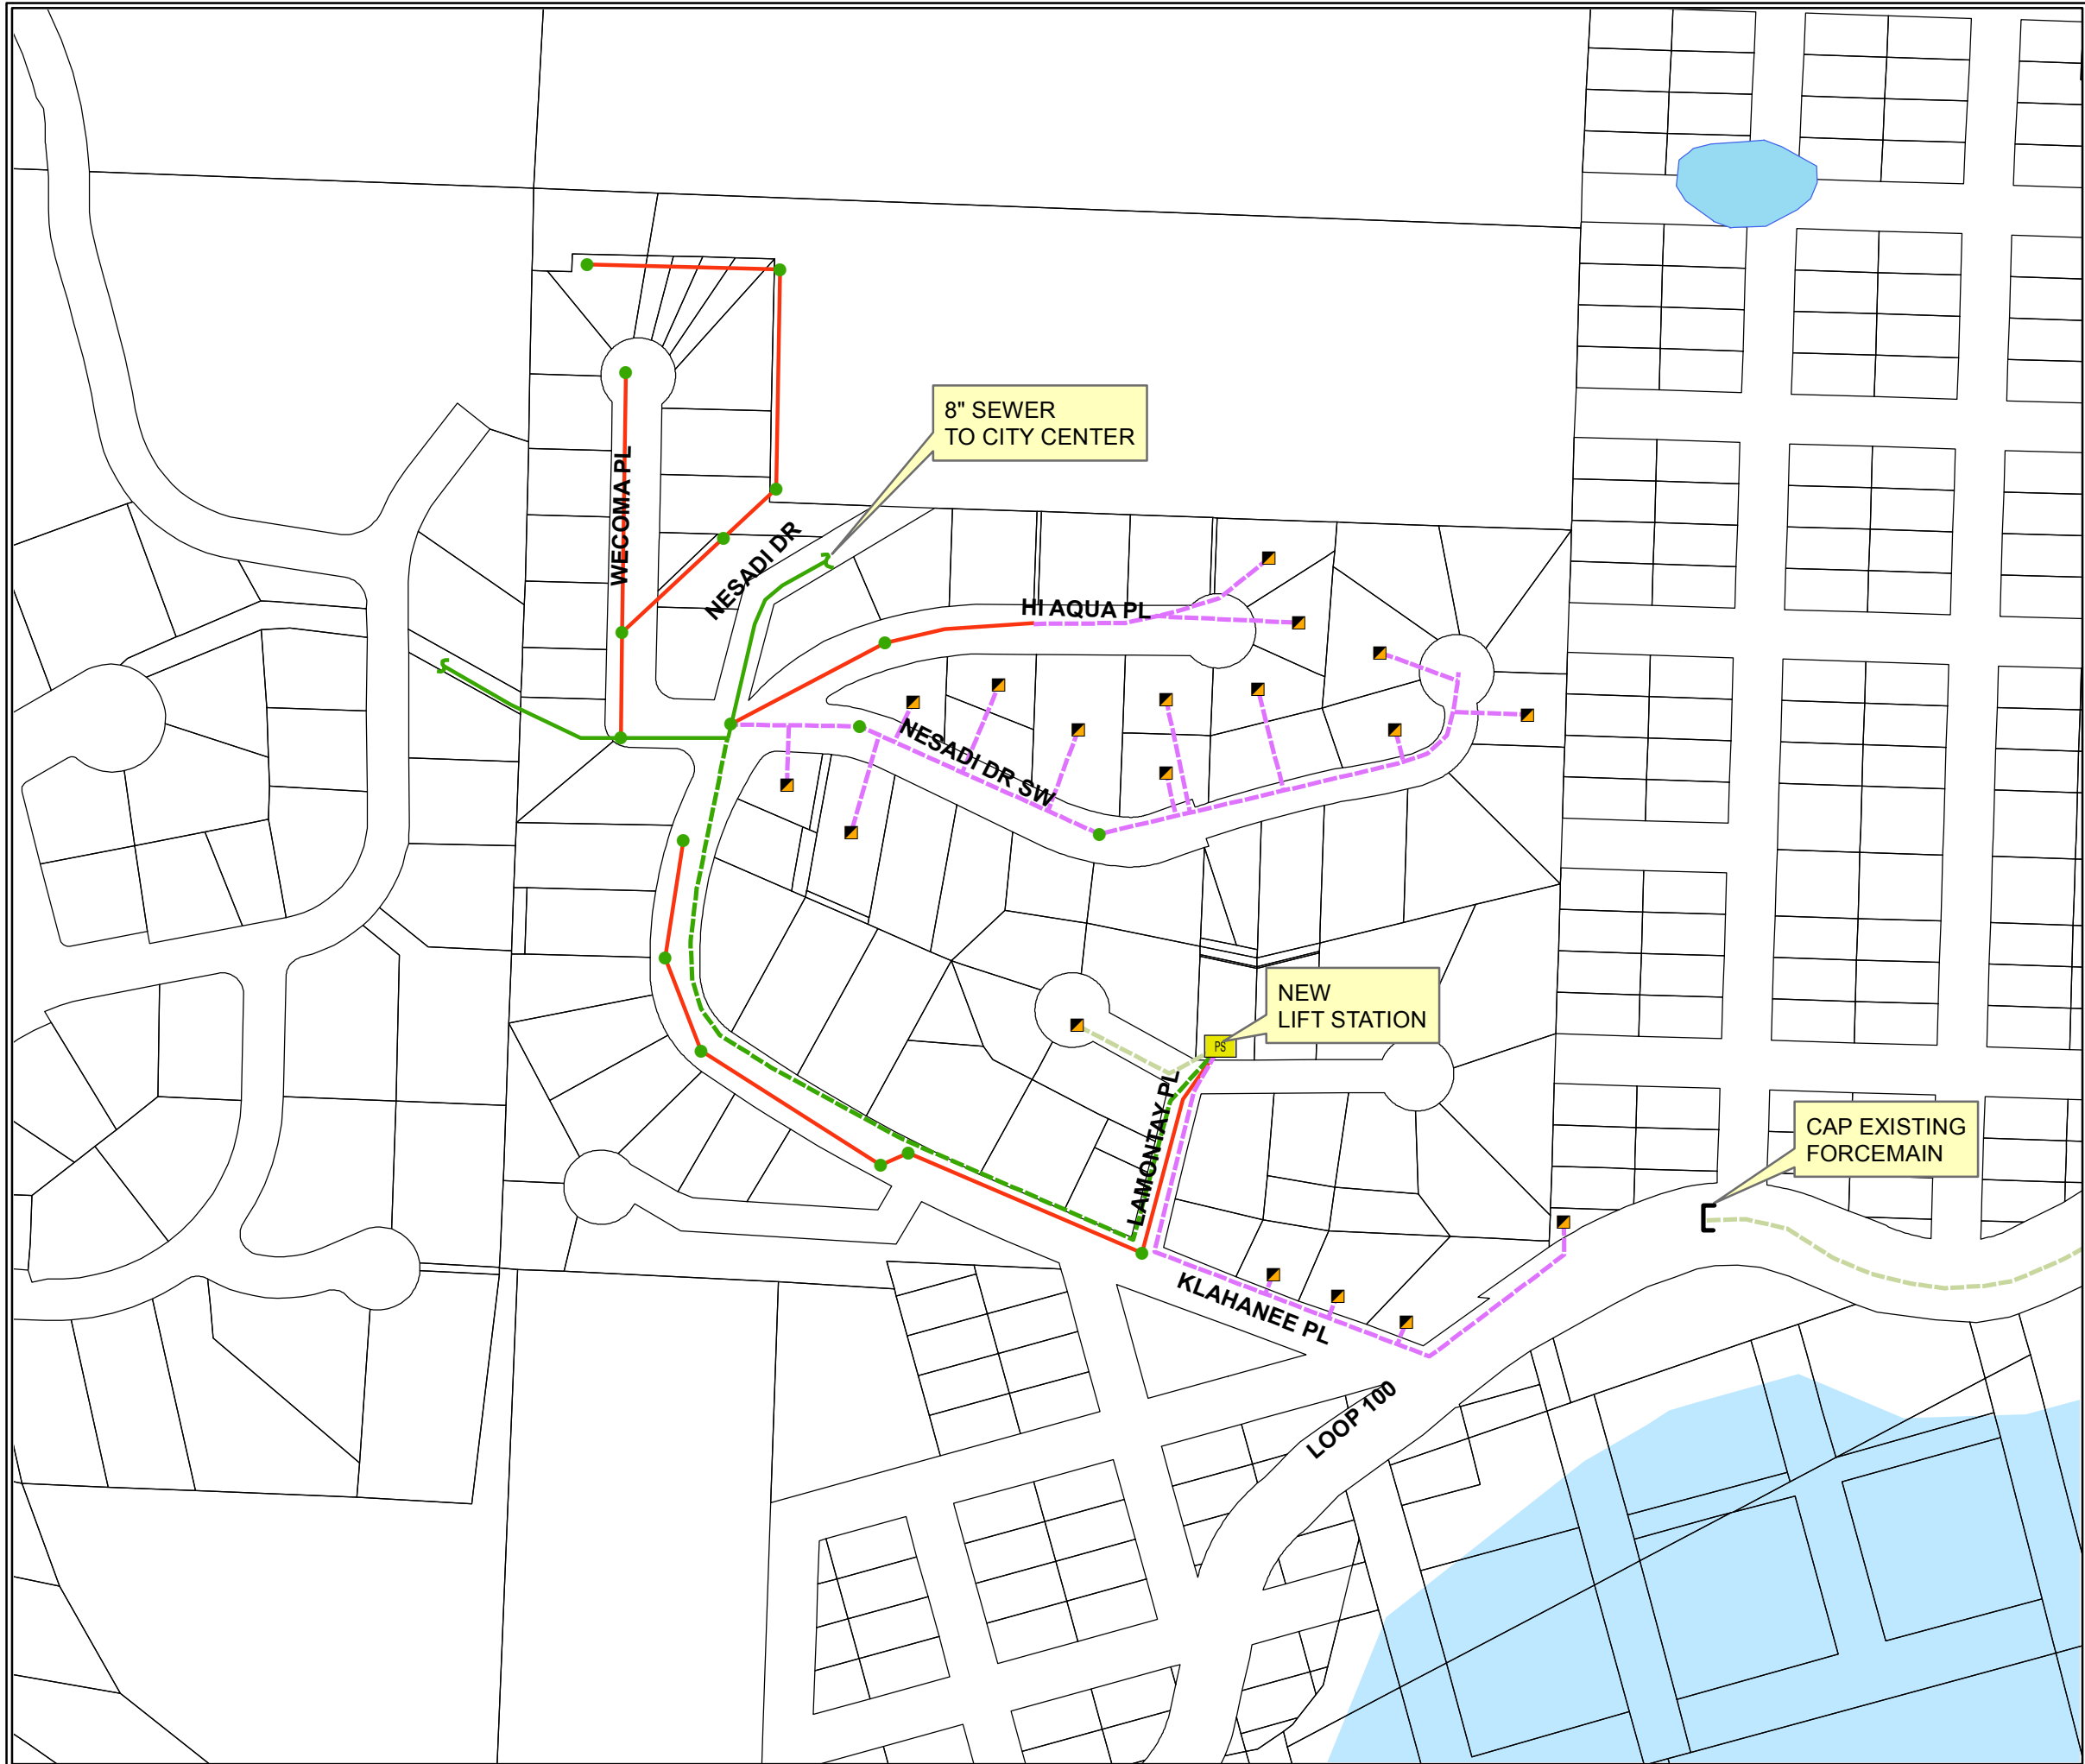 8" SEWER
TO CITY CENTER
WECOMA PL
NESADI DR
HI AQUA PL
NESADI DR SW
NEW
LIFT STATION
PS
LAMONTAY PL
CAP EXISTING
FORCEMAIN
KLAHANEE PL
LOOP 100